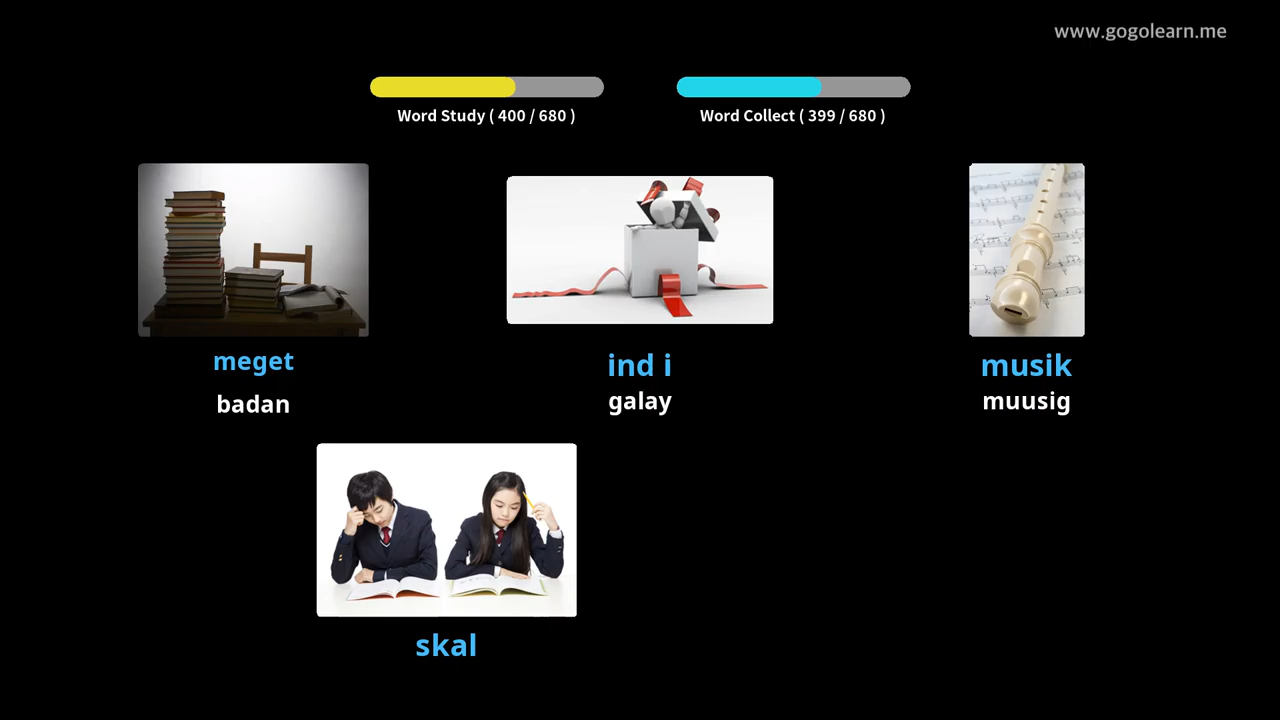 www.gogolearn.me
Word Study ( 400 / 680 )
Word Collect ( 399 / 680 )
meget
badan
ind i
galay
musik
muusig
skal